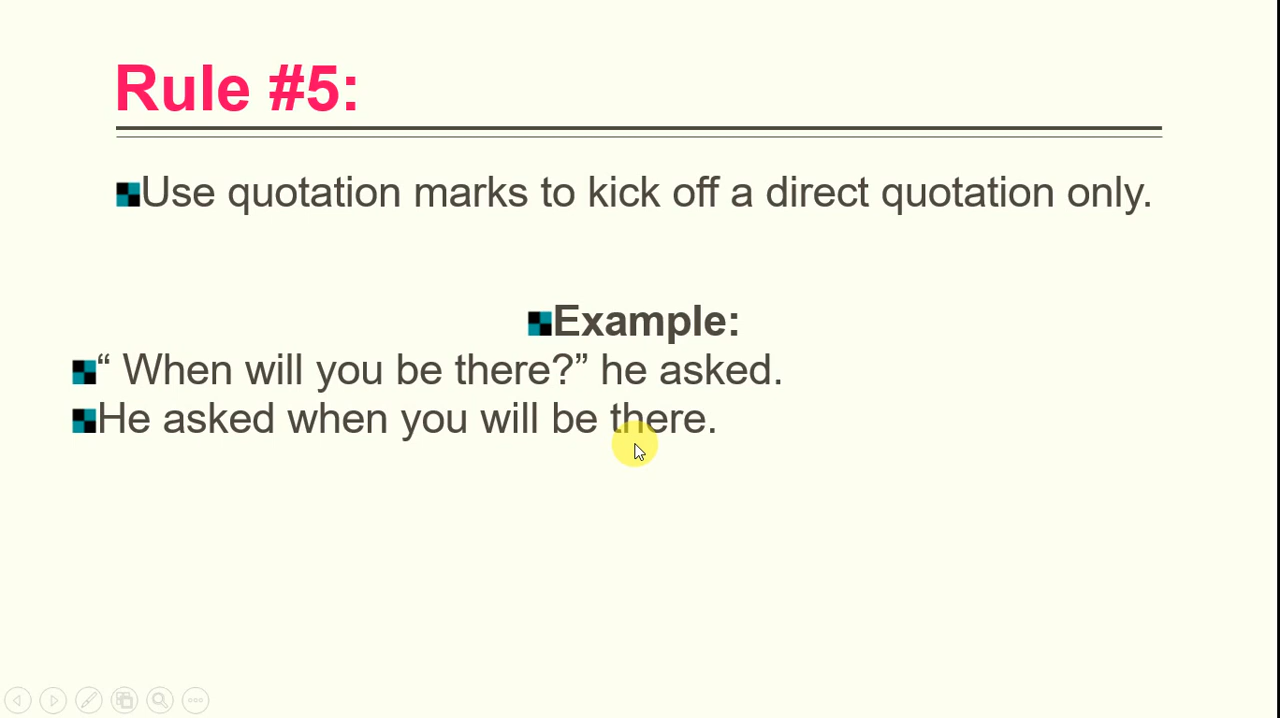 Rule #5:
Use quotation marks to kick off a direct quotation only.
Example:
“ When will you be there?” he asked.
He asked when you will be there.